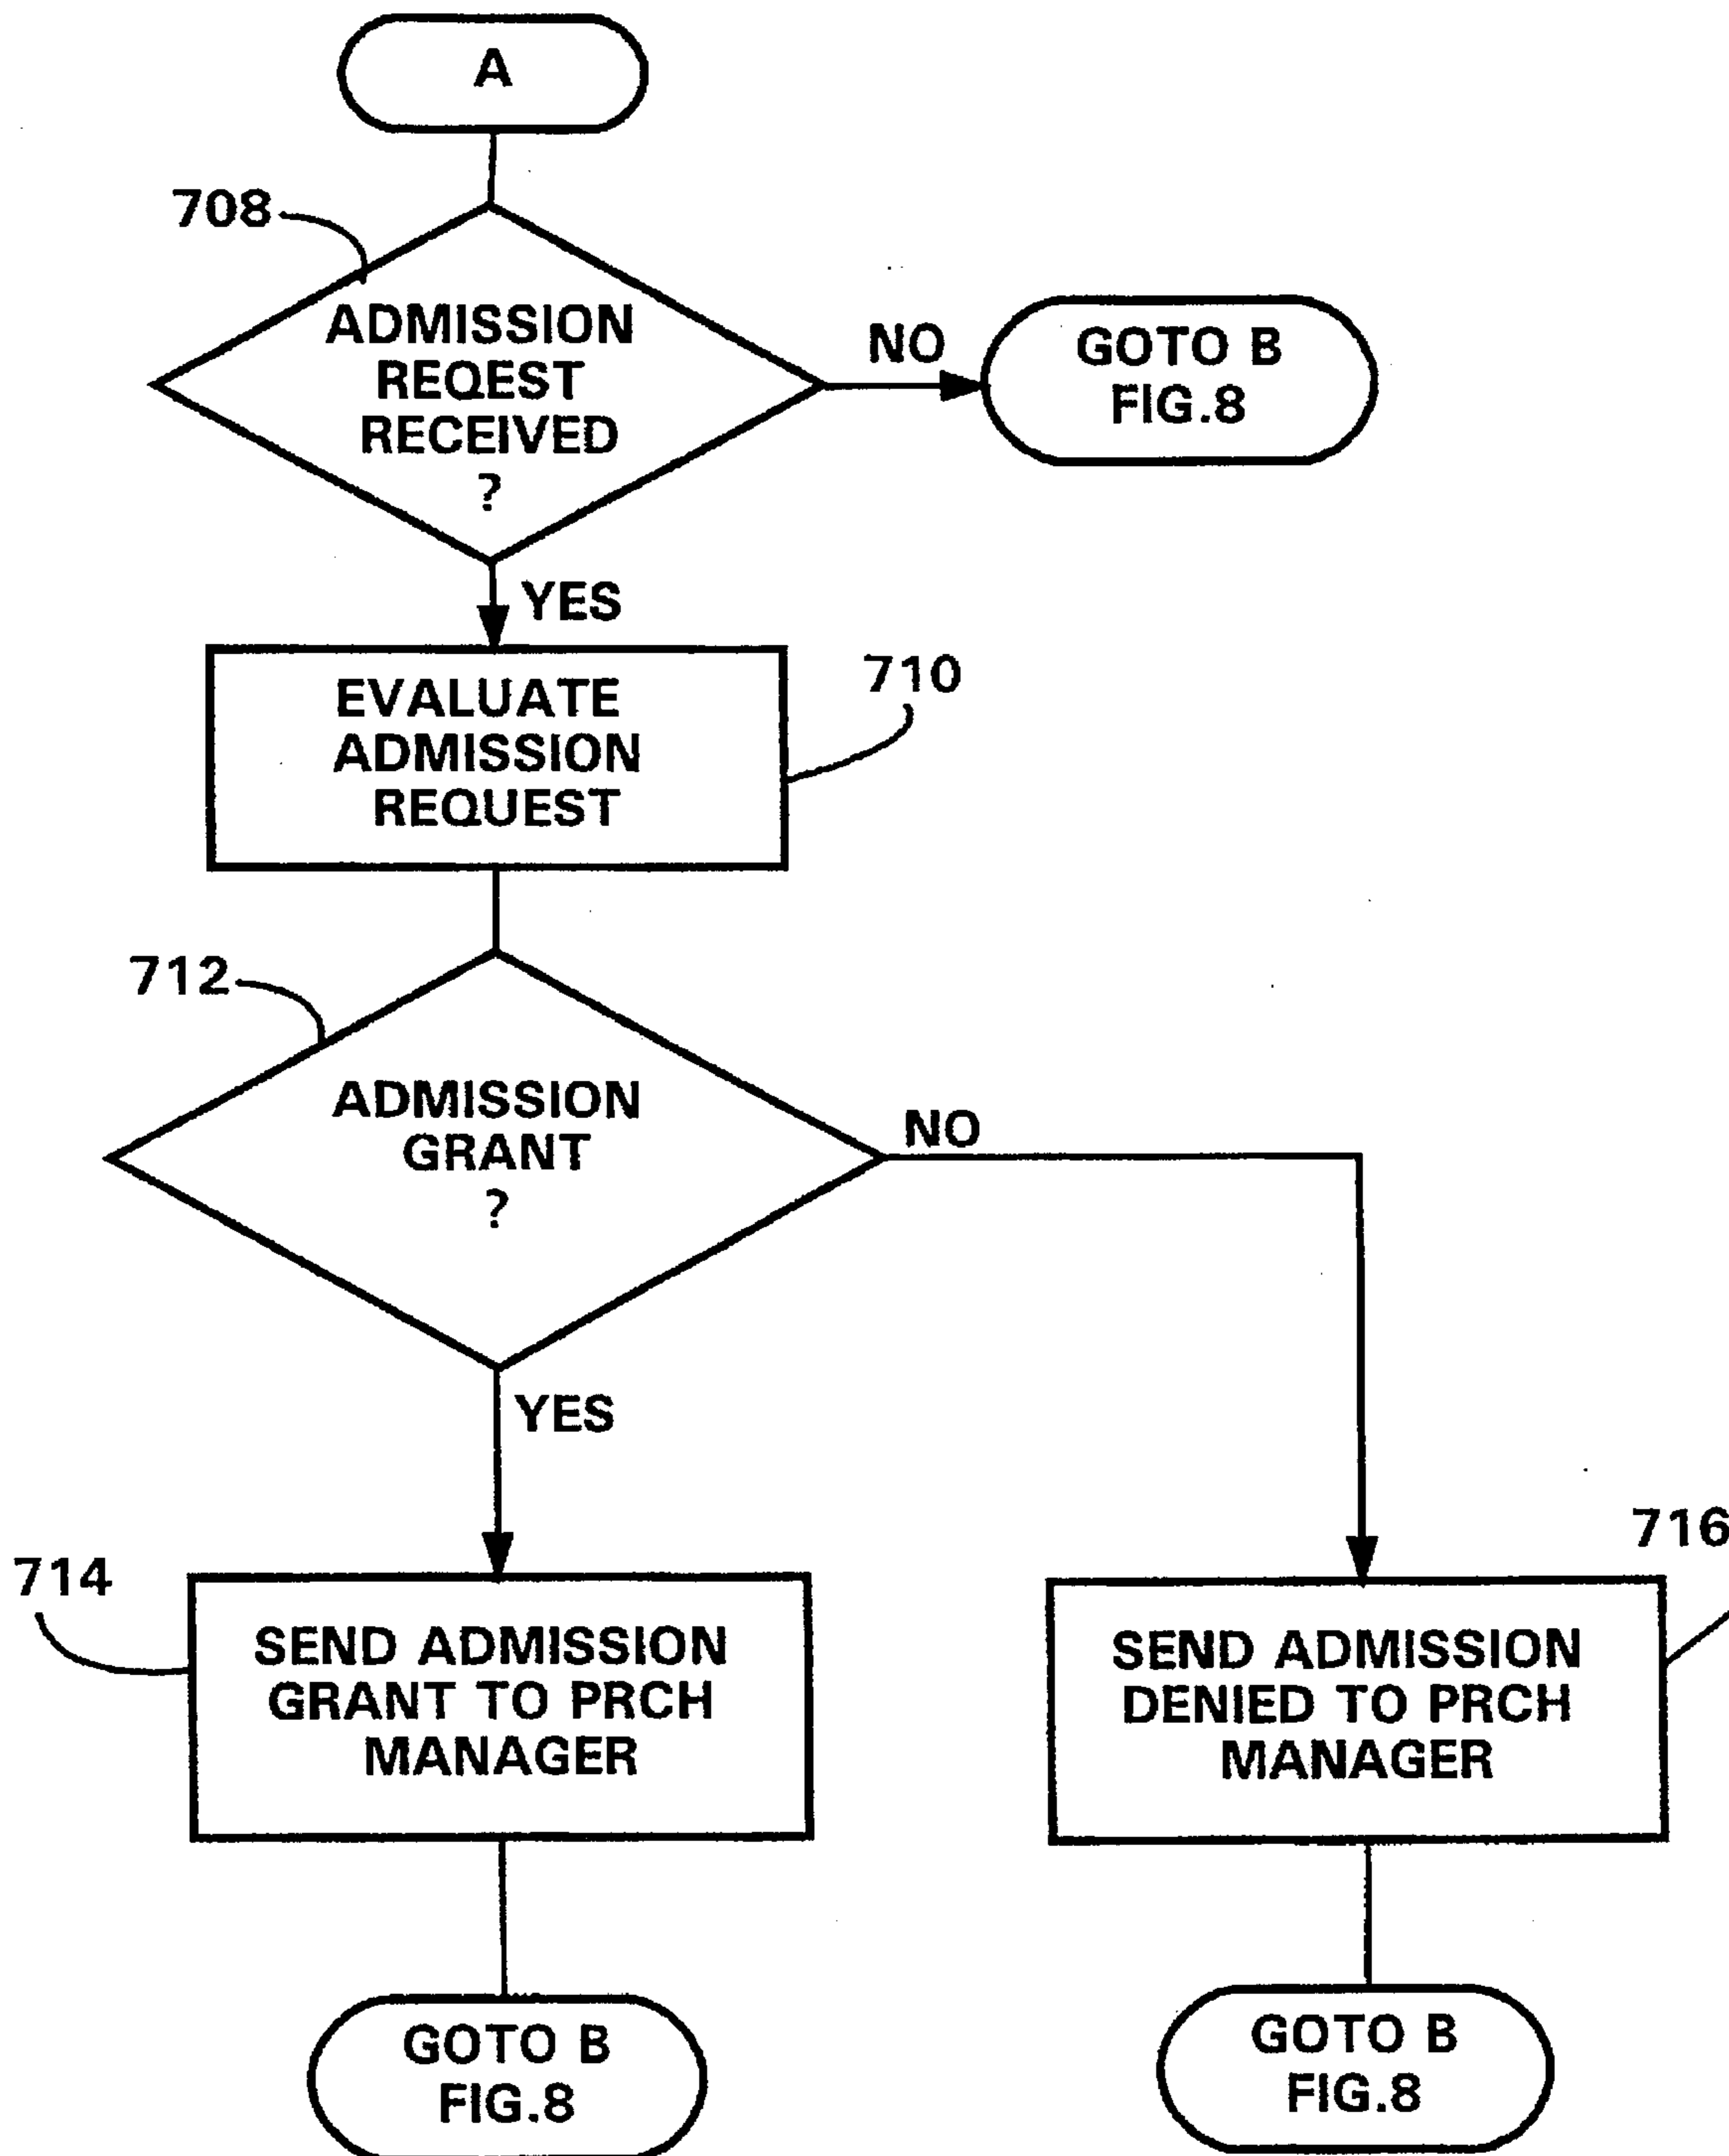 A
708
ADMISSION
REQEST
RECEIVED
?
NO
GOTO B
FIG.8
YES
EVALUATE
ADMISSION
REQUEST
710
712
ADMISSION
GRANT
?
NO
YES
714
SEND ADMISSION
GRANT TO PRCH
MANAGER
716
SEND ADMISSION
DENIED TO PRCH
MANAGER
GOTO B
FIG.8
GOTO B
FIG.8